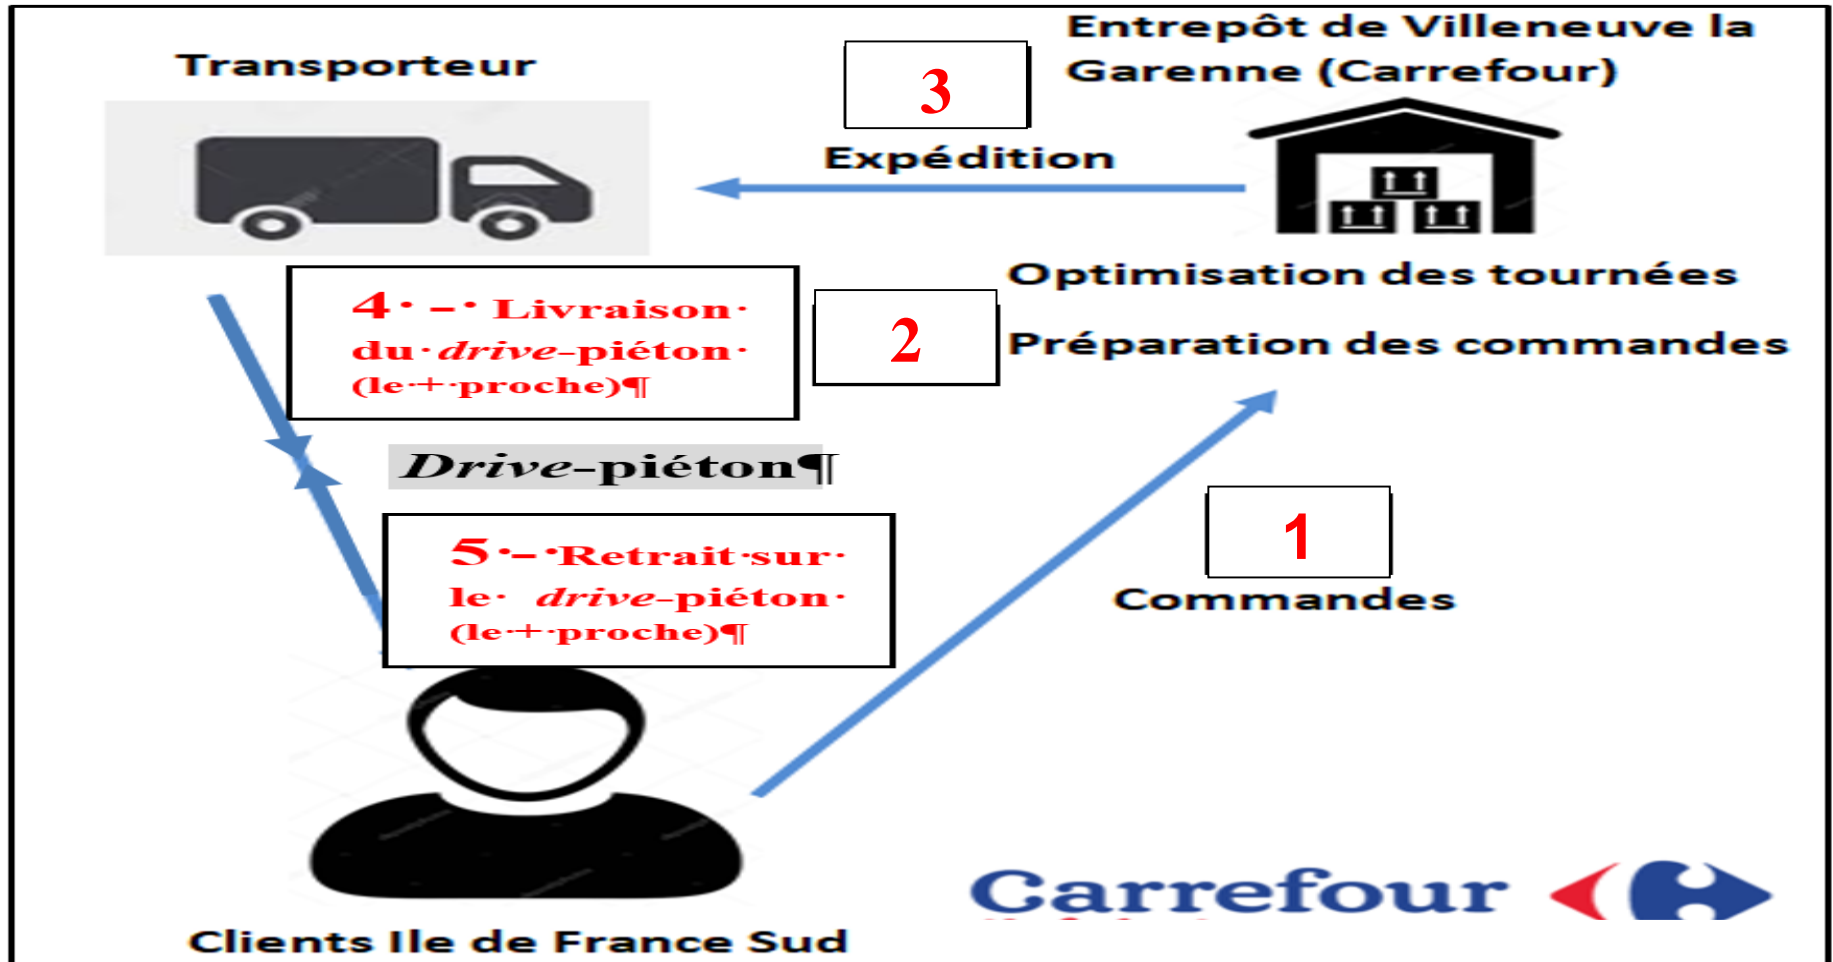 Transporteur
3
Expédition
Entrepôt de Villeneuve la
Garenne (Carrefour)
Optimisation des tournées
2
Préparation des commandes
4 - Livraison
du drive-piéton
(le + proche)¶
Drive-piéton¶
5 - Retrait sur
le drive-piéton
(le + proche)¶
1
Commandes
Clients Ile de France Sud
Carrefour